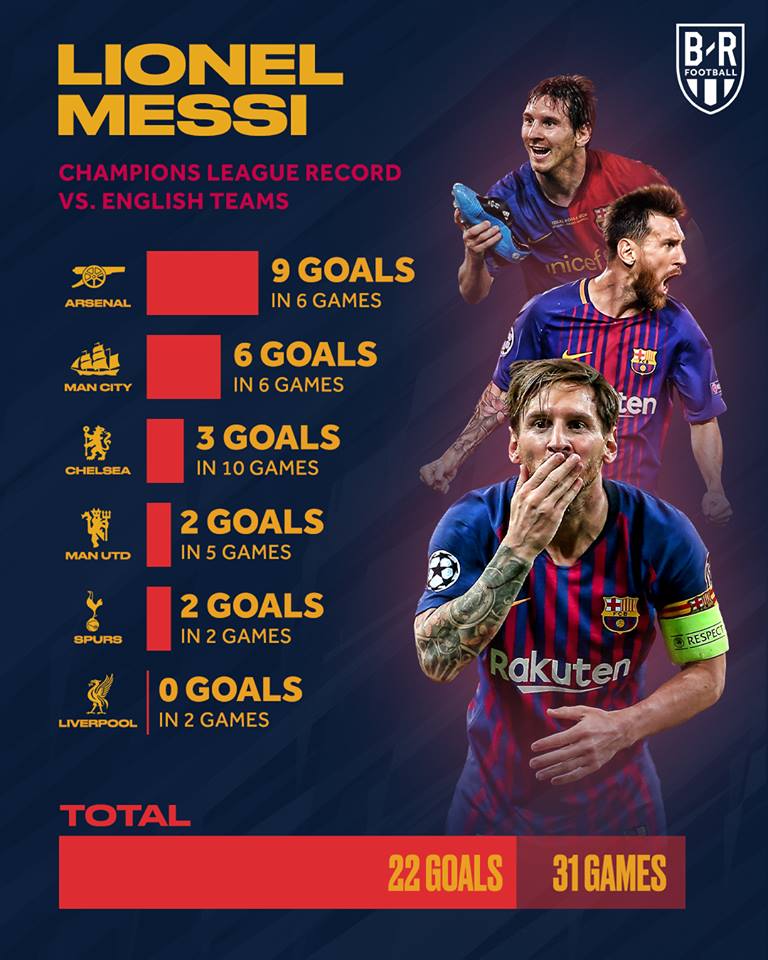 LIONEL
MESSI
B/R
FOOTBALL
CHAMPIONS LEAGUE RECORD
VS. ENGLISH TEAMS
ARSENAL
9 GOALS
IN 6 GAMES
MAN CITY
6 GOALS
IN 6 GAMES
CHELSEA
3 GOALS
IN 10 GAMES
MAN UTD
2 GOALS
IN 5 GAMES
SPURS
2 GOALS
IN 2 GAMES
LIVERPOOL
0 GOALS
IN 2 GAMES
unicef
ten
FCB
Rakuten
RESPECT
TOTAL
22 GOALS
31 GAMES